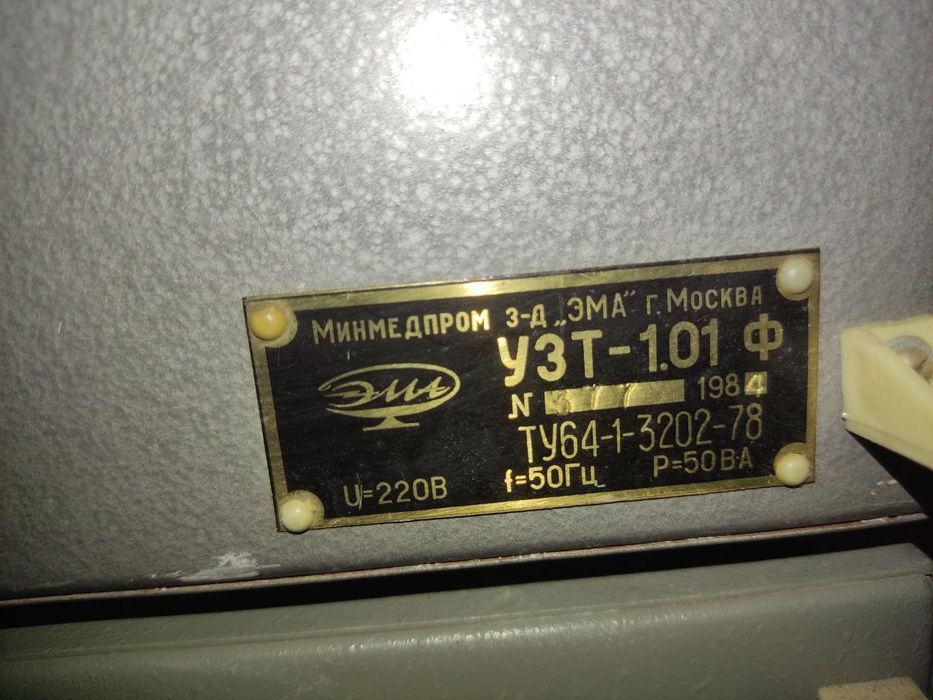 МИНМЕДПРОМ З-Д „ЭМА" Г. МОСКВА
ЭМА
УЗТ-1.01 Ф
N 1984
ТУ64-1-3202-78
U=220В f=50Гц P=50ВА